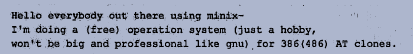 Hello everybody out there using minix-
I'm doing a (free) operation system (just a hobby,
won't be big and professional like gnu) for 386(486) AT clones.